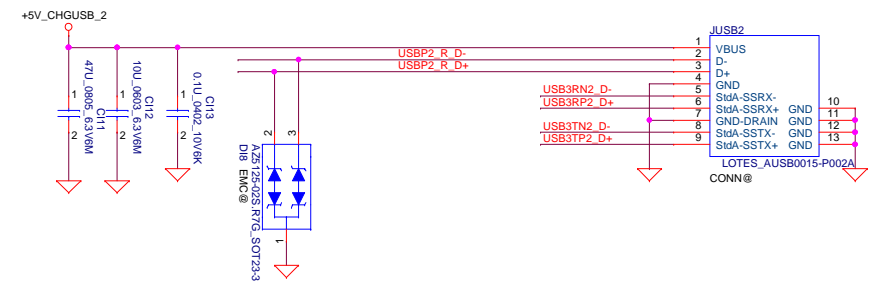 +5V_CHGUSB_2
1
2
47U_0805_6.3V6M
CI11
1
2
10U_0603_6.3V6M
CI12
1
2
0.1U_0402_10V6K
CI13
USBP2_R_D-
USBP2_R_D+
2
3
1
AZ5125-02S.R7G_SOT23-3
DI8 EMC@
USB3RN2_D-
USB3RP2_D+
USB3TN2_D-
USB3TP2_D+
JUSB2
1 VBUS
2 D-
3 D+
4 GND
5 StdA-SSRX-
6 StdA-SSRX+ GND 10
7 GND-DRAIN GND 11
8 StdA-SSTX- GND 12
9 StdA-SSTX+ GND 13
LOTES_AUSB0015-P002A
CONN@